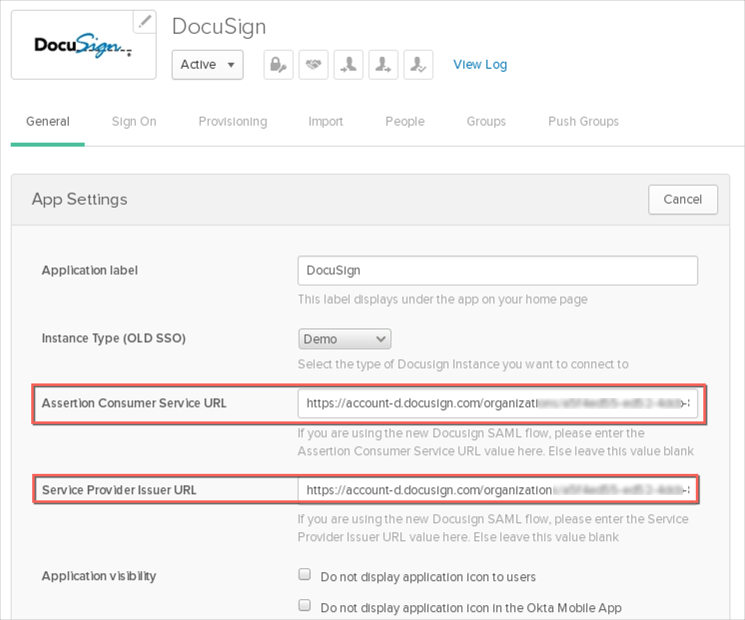 DocuSign
DocuSign
Active
View Log
General Sign On Provisioning Import People Groups Push Groups
App Settings
Cancel
Application label
DocuSign
This label displays under the app on your home page
Instance Type (OLD SSO)
Demo
Select the type of Docusign Instance you want to connect to
Assertion Consumer Service URL
https://account-d.docusign.com/organizati
If you are using the new Docusign SAML flow, please enter the
Assertion Consumer Service URL value here. Else leave this value blank
Service Provider Issuer URL
https://account-d.docusign.com/organization
If you are using the new Docusign SAML flow, please enter the Service
Provider Issuer URL value here. Else leave this value blank
Application visibility
Do not display application icon to users
Do not display application icon in the Okta Mobile App